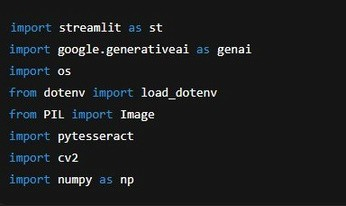 import streamlit as st
import google.generativeai as genai
import os
from dotenv import load_dotenv
from PIL import Image
import pytesseract
import cv2
import numpy as np